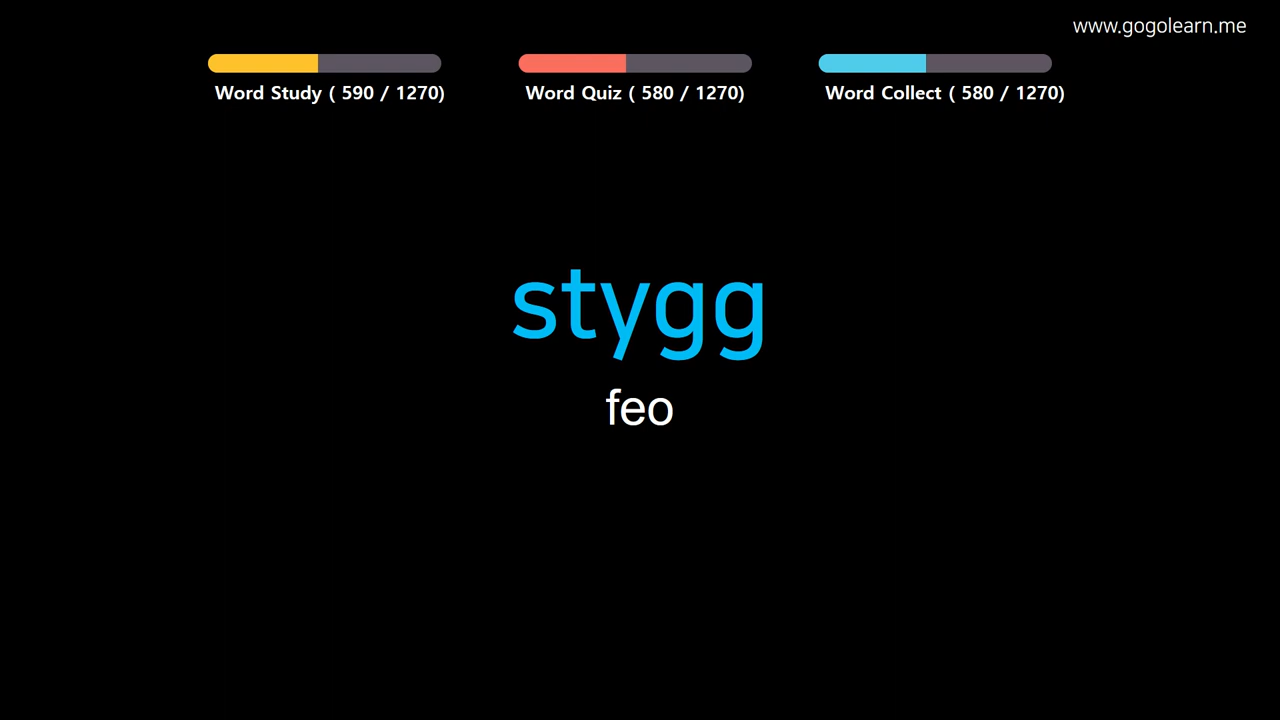 www.gogolearn.me
Word Study ( 590 / 1270)
Word Quiz ( 580 / 1270)
Word Collect ( 580 / 1270)
stygg
feo